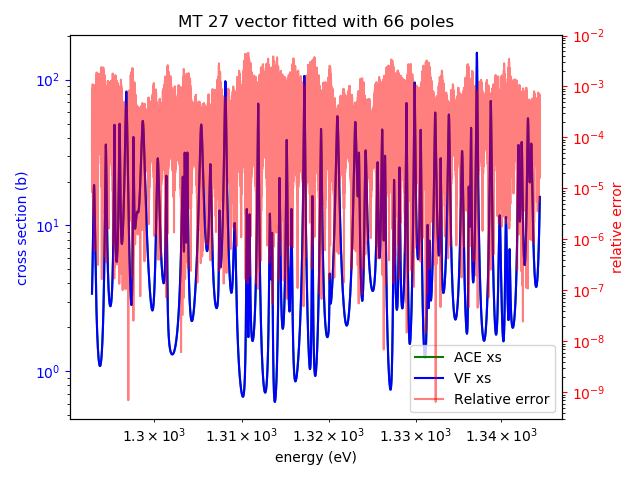 MT 27 vector fitted with 66 poles
cross section (b)
10²
10¹
10⁰
10⁻²
10⁻³
10⁻⁴
10⁻⁵
10⁻⁶
10⁻⁷
10⁻⁸
10⁻⁹
relative error
ACE xs
VF xs
Relative error
1.3 × 10³ 1.31 × 10³ 1.32 × 10³ 1.33 × 10³ 1.34 × 10³
energy (eV)